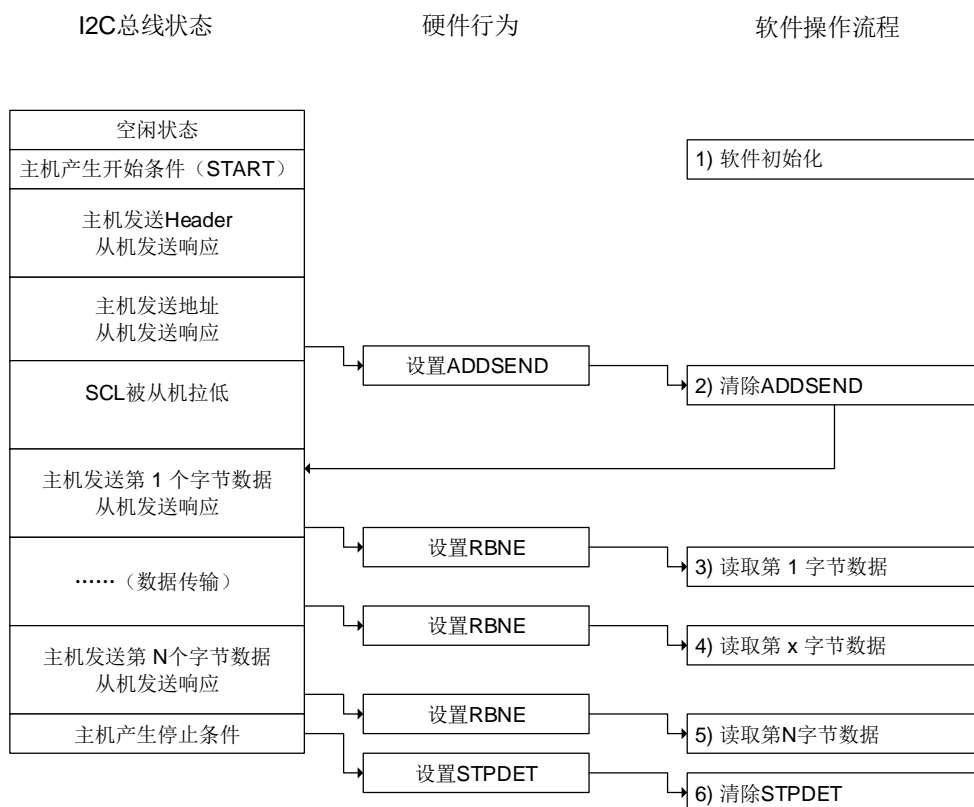 I2C总线状态
硬件行为
软件操作流程
空闲状态
主机产生开始条件（START）
1) 软件初始化
主机发送Header
从机发送响应
主机发送地址
从机发送响应
设置ADDSEND
2) 清除ADDSEND
SCL被从机拉低
主机发送第 1 个字节数据
从机发送响应
设置RBNE
3) 读取第 1 字节数据
……（数据传输）
设置RBNE
4) 读取第 x 字节数据
主机发送第 N个字节数据
从机发送响应
设置RBNE
5) 读取第N字节数据
主机产生停止条件
设置STPDET
6) 清除STPDET